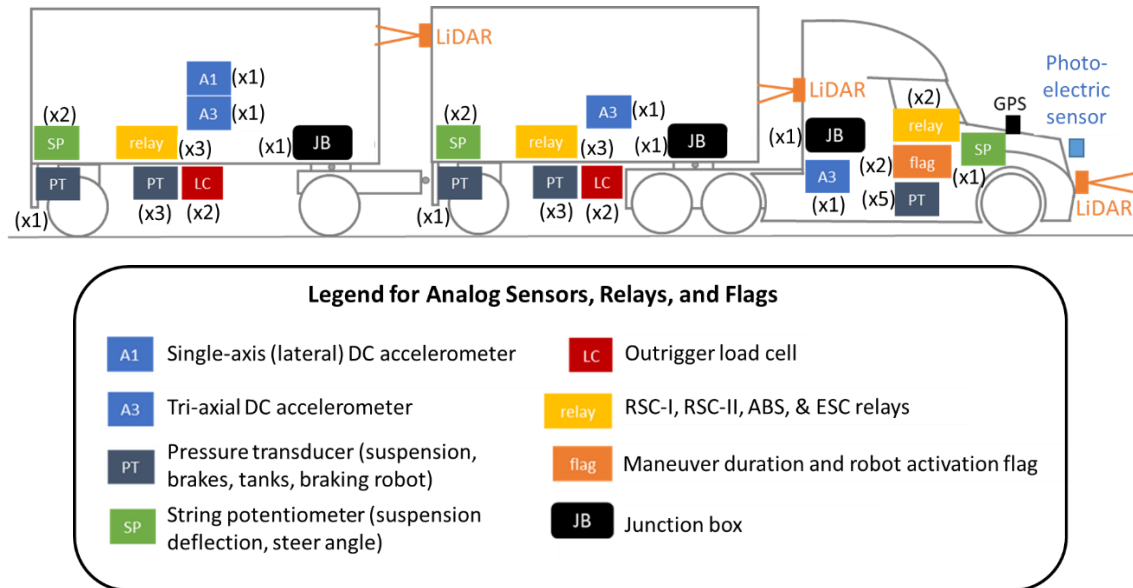 LiDAR
A1
(x1)
A3
(x1)
(x2)
SP
relay
(x3)
(x1)
JB
PT
(x1)
PT
(x3)
LC
(x2)
LiDAR
(x2)
SP
relay
(x3)
A3
(x1)
(x1)
JB
PT
(x1)
PT
(x3)
LC
(x2)
(x1)
JB
A3
(x1)
(x2)
relay
(x2)
flag
(x5)
PT
SP
(x1)
GPS
Photo-
electric
sensor
LiDAR
Legend for Analog Sensors, Relays, and Flags
A1 Single-axis (lateral) DC accelerometer
A3 Tri-axial DC accelerometer
PT Pressure transducer (suspension,
brakes, tanks, braking robot)
SP String potentiometer (suspension
deflection, steer angle)
LC Outrigger load cell
relay RSC-I, RSC-II, ABS, & ESC relays
flag Maneuver duration and robot activation flag
JB Junction box